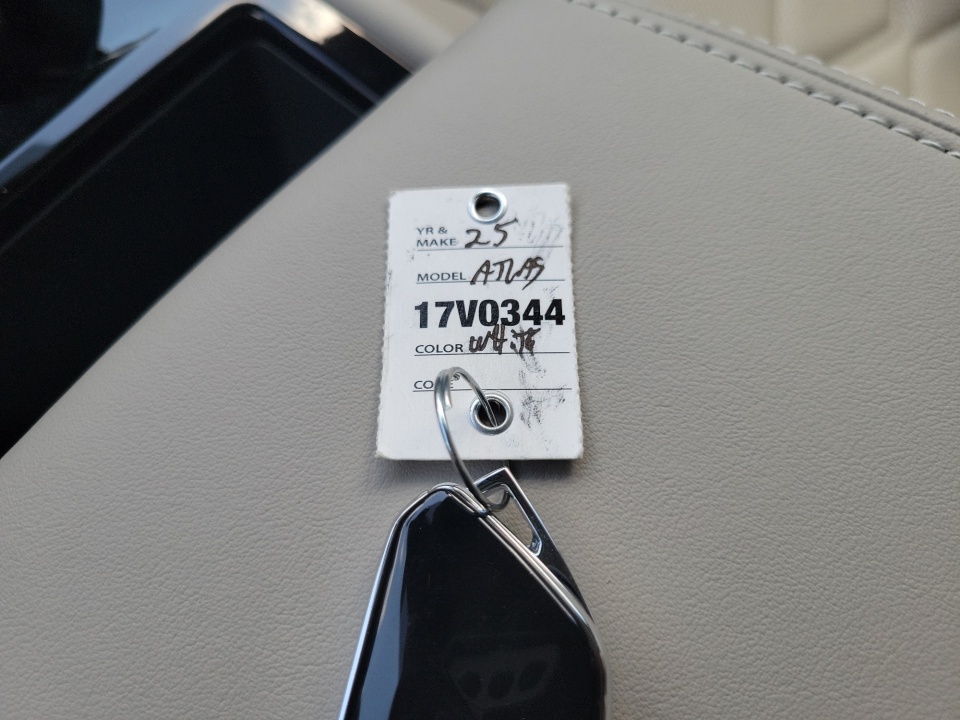 YR &
MAKE 25
MODEL ATLAS
17V0344
COLOR WHITE